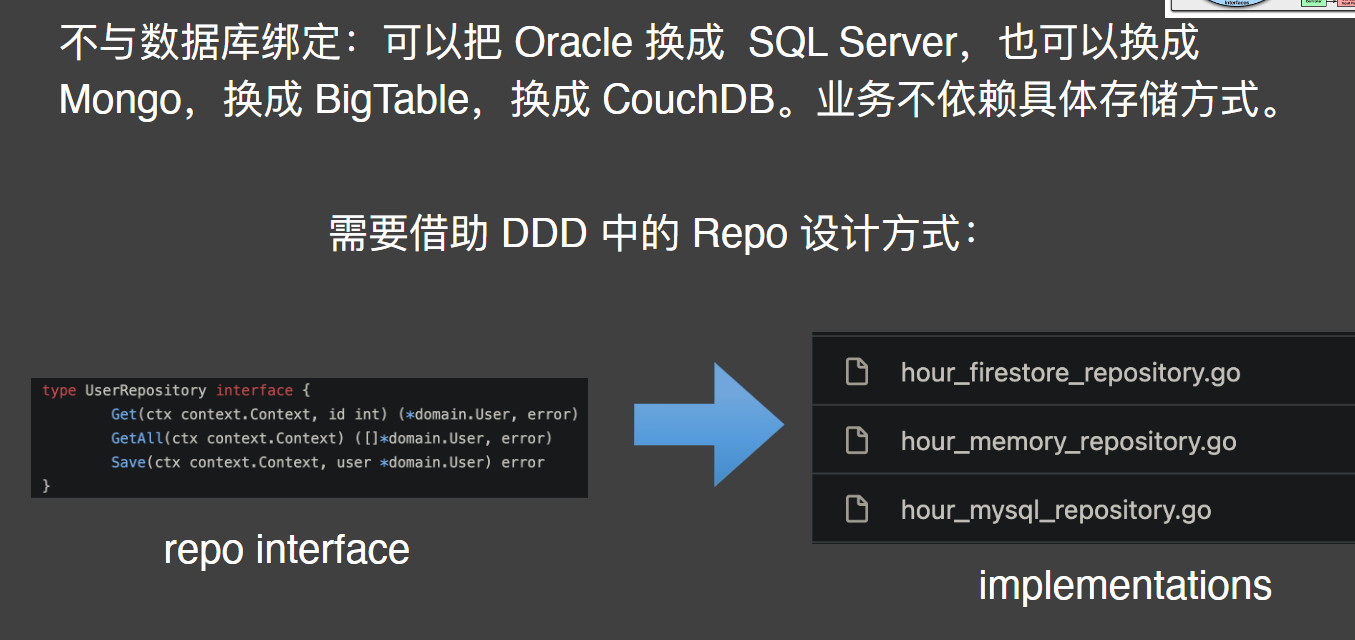 不与数据库绑定：可以把 Oracle 换成 SQL Server，也可以换成
Mongo，换成 BigTable，换成 CouchDB。业务不依赖具体存储方式。
需要借助 DDD 中的 Repo 设计方式：
type UserRepository interface {
Get(ctx context.Context, id int) (*domain.User, error)
GetAll(ctx context.Context) ([]*domain.User, error)
Save(ctx context.Context, user *domain.User) error
}
repo interface
hour_firestore_repository.go
hour_memory_repository.go
hour_mysql_repository.go
implementations